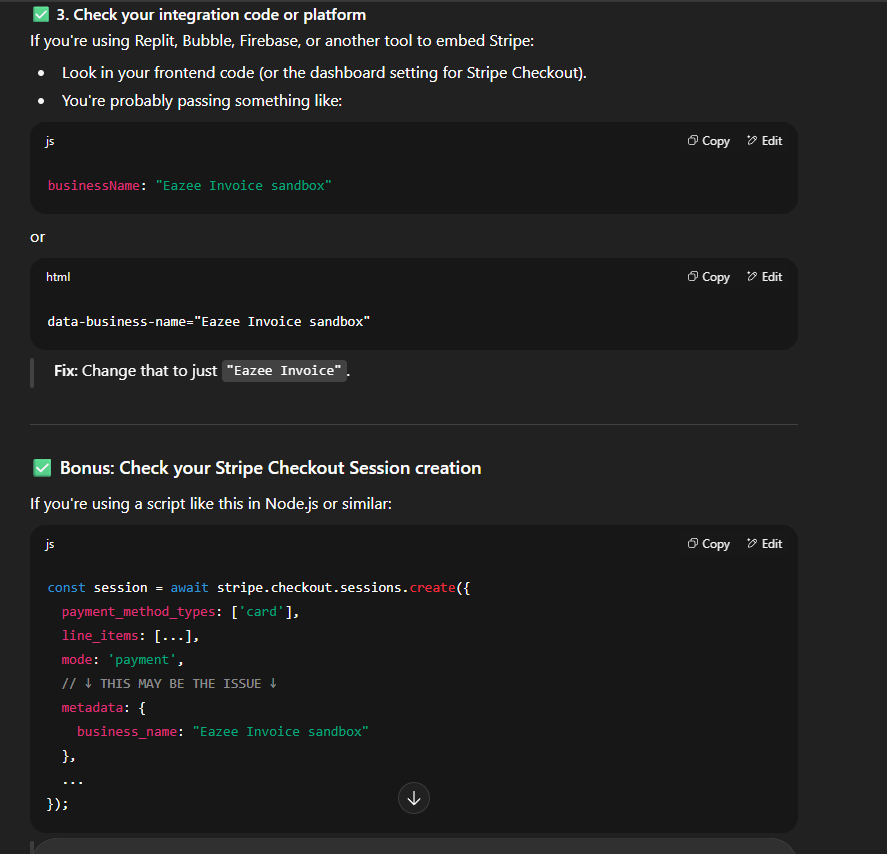 ✅ 3. Check your integration code or platform
If you're using Replit, Bubble, Firebase, or another tool to embed Stripe:
• Look in your frontend code (or the dashboard setting for Stripe Checkout).
• You're probably passing something like:
js Copy Edit
businessName: "Eazee Invoice sandbox"
or
html Copy Edit
data-business-name="Eazee Invoice sandbox"
Fix: Change that to just "Eazee Invoice".
✅ Bonus: Check your Stripe Checkout Session creation
If you're using a script like this in Node.js or similar:
js Copy Edit
const session = await stripe.checkout.sessions.create({
  payment_method_types: ['card'],
  line_items: [...],
  mode: 'payment',
  // ↓ THIS MAY BE THE ISSUE ↓
  metadata: {
    business_name: "Eazee Invoice sandbox"
  },
  ...
});